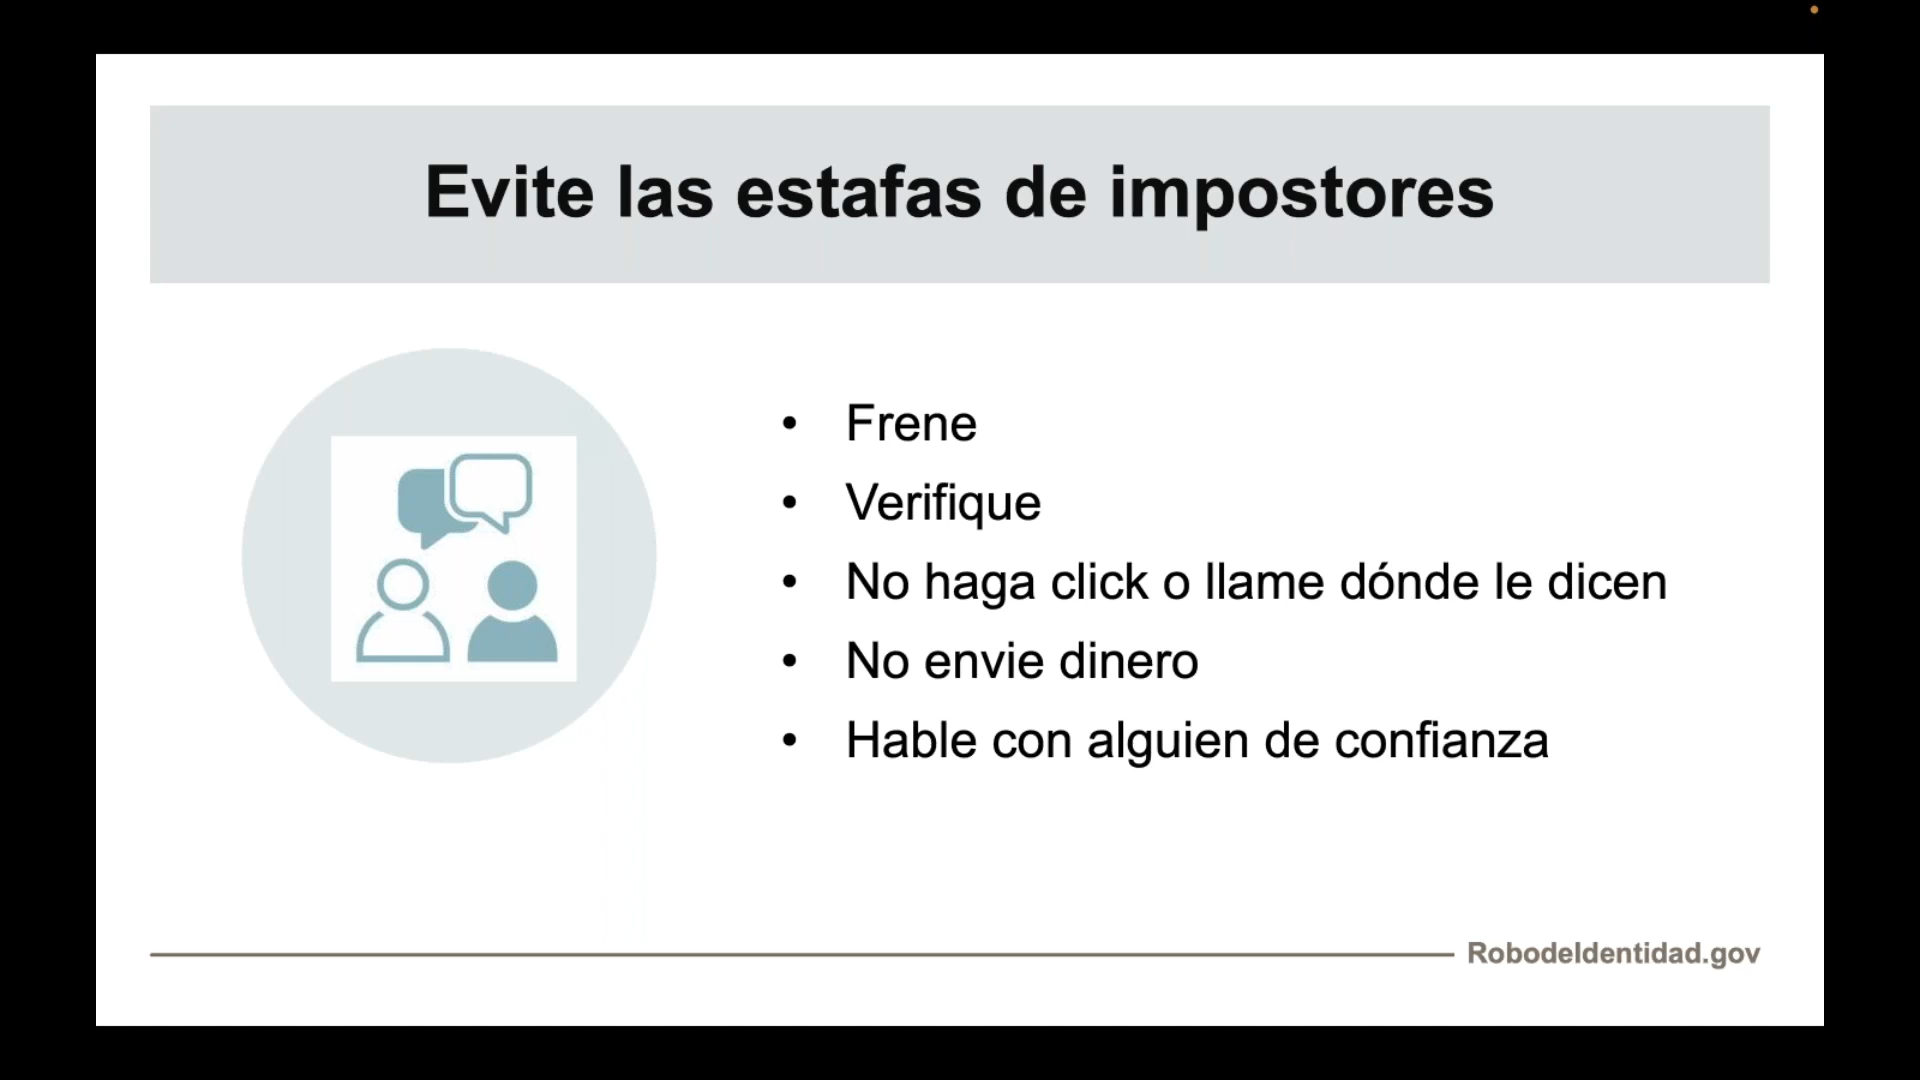 Evite las estafas de impostores
• Frene
• Verifique
• No haga click o llame dónde le dicen
• No envie dinero
• Hable con alguien de confianza
RobodeIdentidad.gov